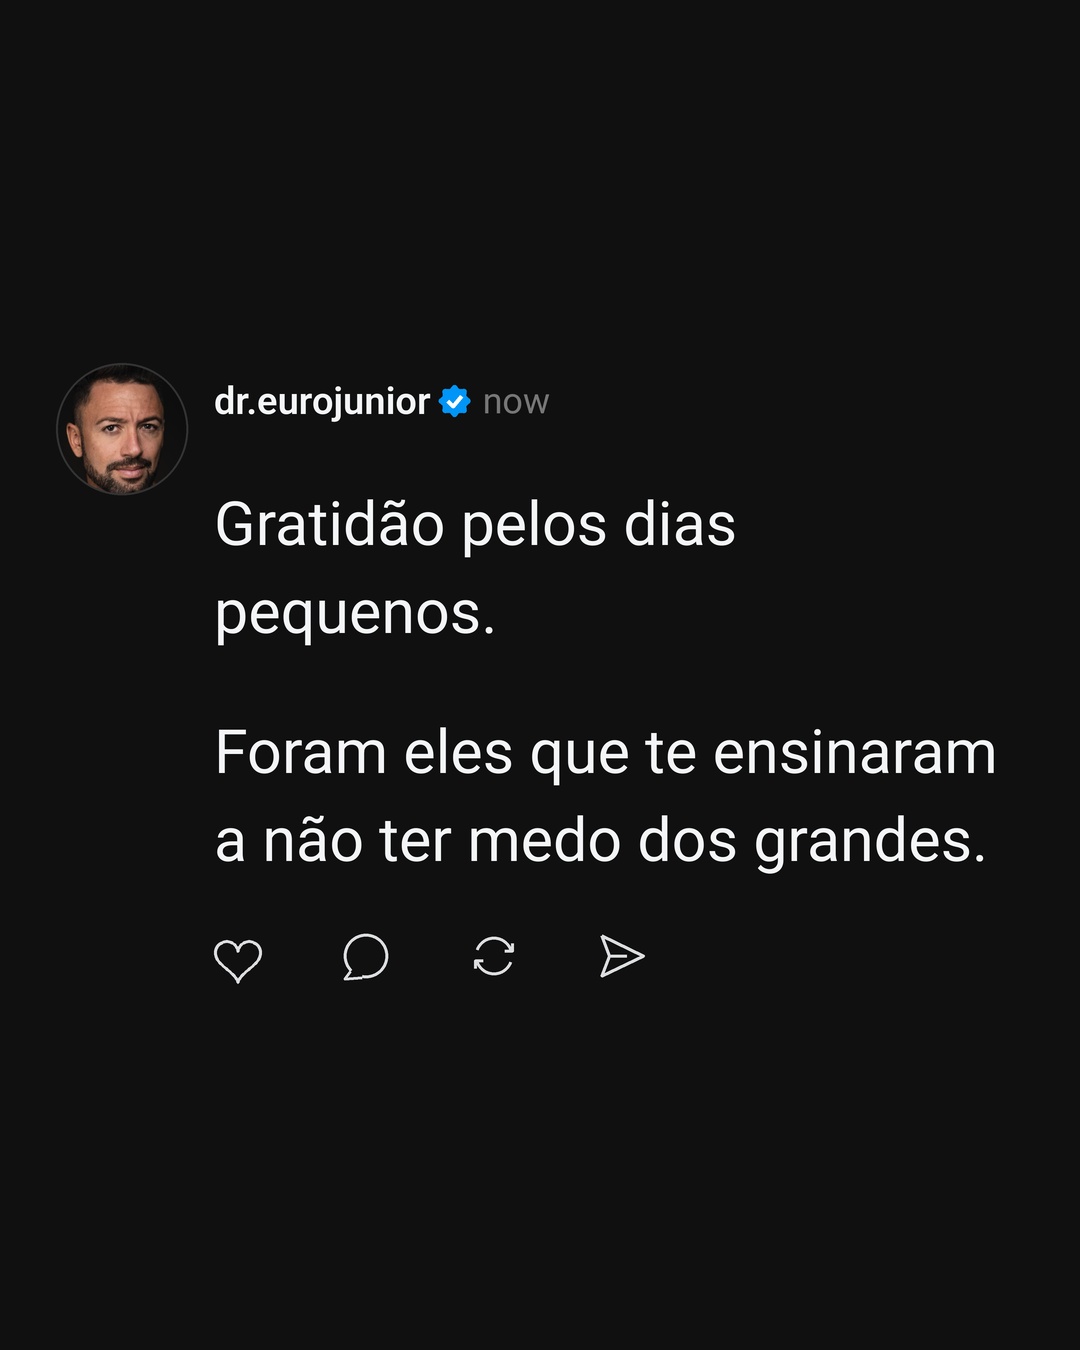 dr.eurojunior now
Gratidão pelos dias
pequenos.
Foram eles que te ensinaram
a não ter medo dos grandes.